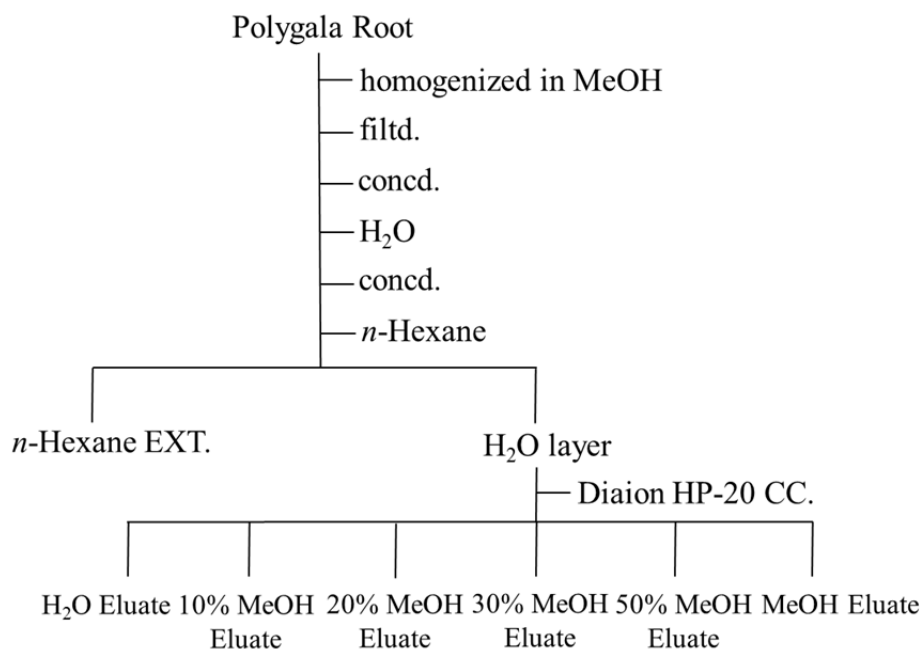 Polygala Root
homogenized in MeOH
filtd.
concd.
H₂O
concd.
n-Hexane
n-Hexane EXT.
H₂O layer
Diaion HP-20 CC.
H₂O Eluate 10% MeOH 20% MeOH 30% MeOH 50% MeOH MeOH Eluate
Eluate Eluate Eluate Eluate